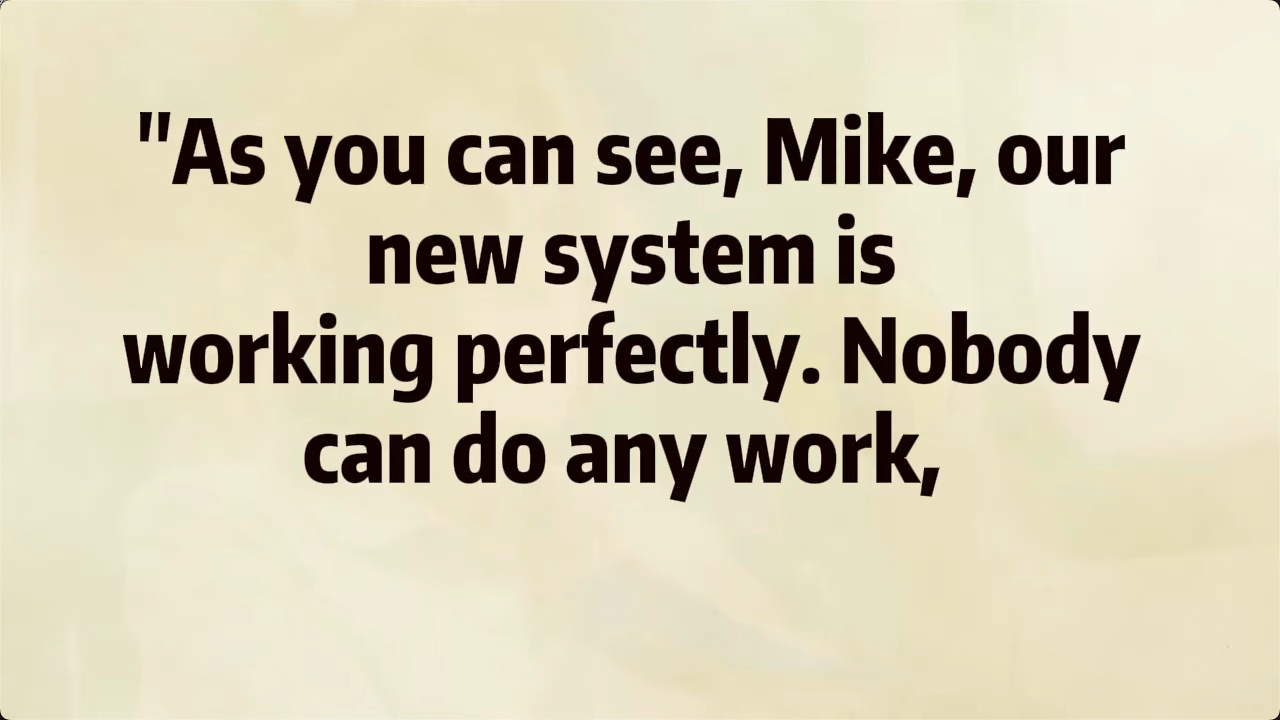 "As you can see, Mike, our
new system is
working perfectly. Nobody
can do any work,